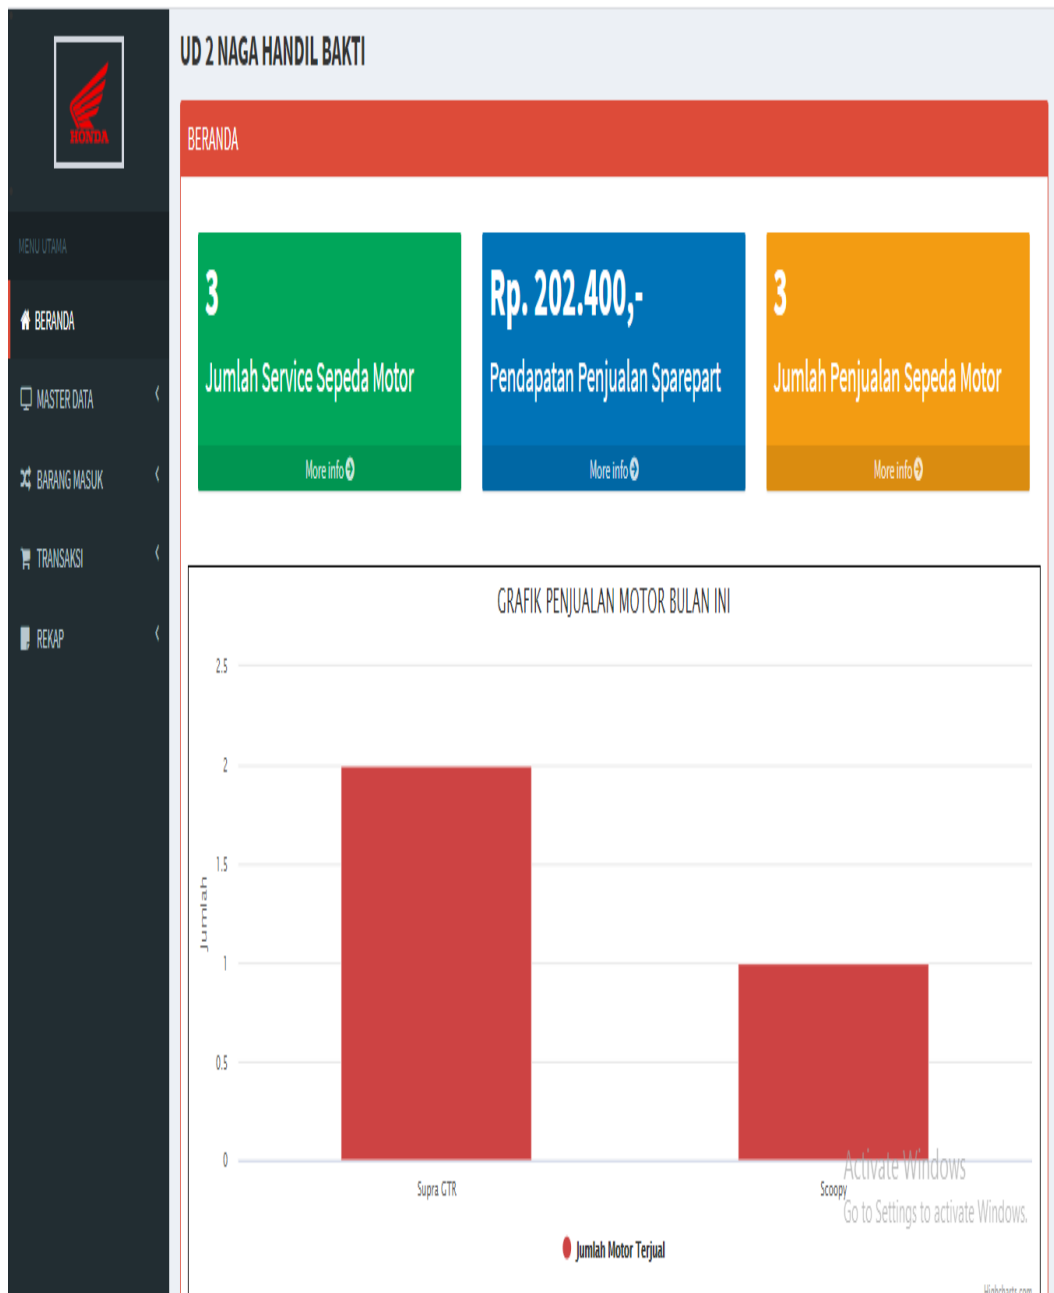 HONDA
MENU UTAMA
BERANDA
MASTER DATA
BARANG MASUK
TRANSAKSI
REKAP
UD 2 NAGA HANDIL BAKTI
BERANDA
3
Jumlah Service Sepeda Motor
More info
Rp. 202.400,-
Pendapatan Penjualan Sparepart
More info
3
Jumlah Penjualan Sepeda Motor
More info
GRAFIK PENJUALAN MOTOR BULAN INI
2.5
2
1.5
1
0.5
0
Jumlah
Supra GTR
Scoopy
Activate Windows
Go to Settings to activate Windows.
Jumlah Motor Terjual
Highcharts.com